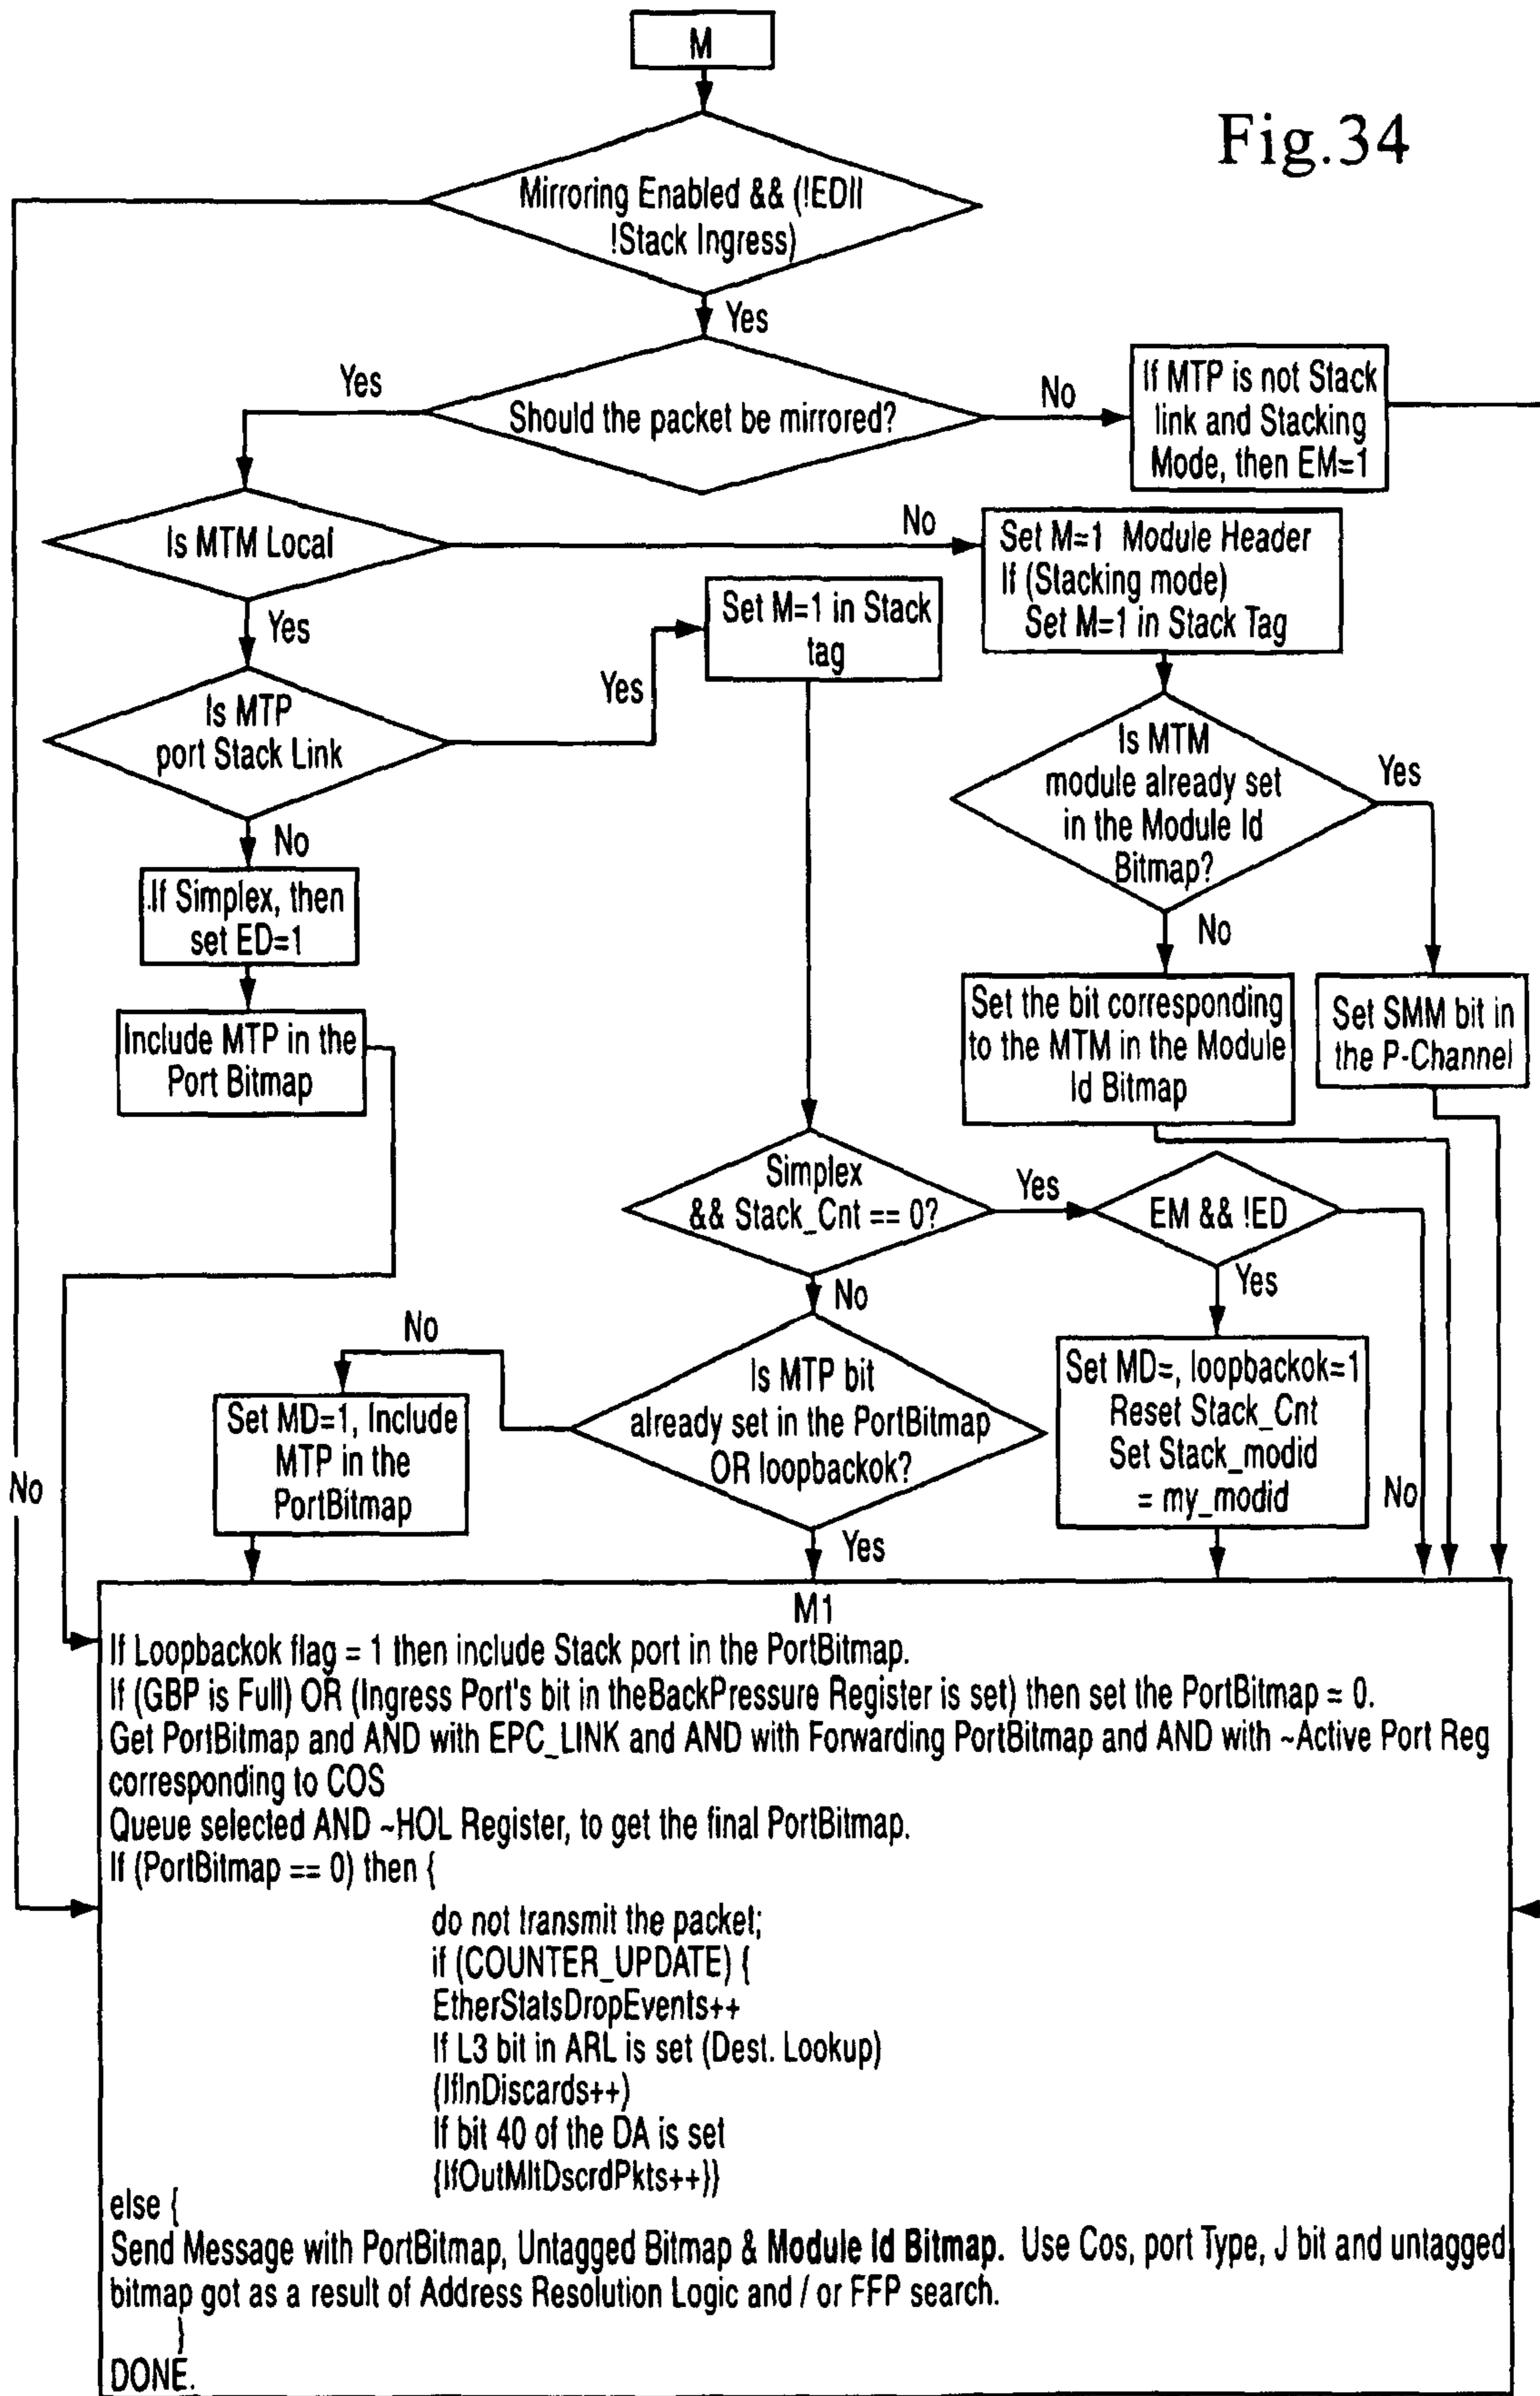 M
Fig.34
Mirroring Enabled && (!EDII
!Stack Ingress)
Yes
Yes
Should the packet be mirrored?
No
If MTP is not Stack
link and Stacking
Mode, then EM=1
Is MTM Local
No
Set M=1 Module Header
If (Stacking mode)
Set M=1 in Stack Tag
Yes
Set M=1 in Stack
tag
Yes
Is MTP
port Stack Link
Is MTM
module already set
in the Module Id
Bitmap?
Yes
No
.If Simplex, then
set ED=1
No
Include MTP in the
Port Bitmap
Set the bit corresponding
to the MTM in the Module
Id Bitmap
Set SMM bit in
the P-Channel
Simplex
&& Stack_Cnt == 0?
Yes
EM && !ED
No
Yes
No
Is MTP bit
already set in the PortBitmap
OR loopbackok?
Set MD=1, Include
MTP in the
PortBitmap
Set MD=, loopbackok=1
Reset Stack_Cnt
Set Stack_modid
= my_modid
No
No
Yes
M1
If Loopbackok flag = 1 then include Stack port in the PortBitmap.
If (GBP is Full) OR (Ingress Port's bit in theBackPressure Register is set) then set the PortBitmap = 0.
Get PortBitmap and AND with EPC_LINK and AND with Forwarding PortBitmap and AND with ~Active Port Reg
corresponding to COS
Queue selected AND ~HOL Register, to get the final PortBitmap.
If (PortBitmap == 0) then {
do not transmit the packet;
if (COUNTER_UPDATE) {
EtherStatsDropEvents++
If L3 bit in ARL is set (Dest. Lookup)
(IfInDiscards++)
If bit 40 of the DA is set
{IfOutMltDscrdPkts++}}
else {
Send Message with PortBitmap, Untagged Bitmap & Module Id Bitmap. Use Cos, port Type, J bit and untagged
bitmap got as a result of Address Resolution Logic and / or FFP search.
}
DONE.